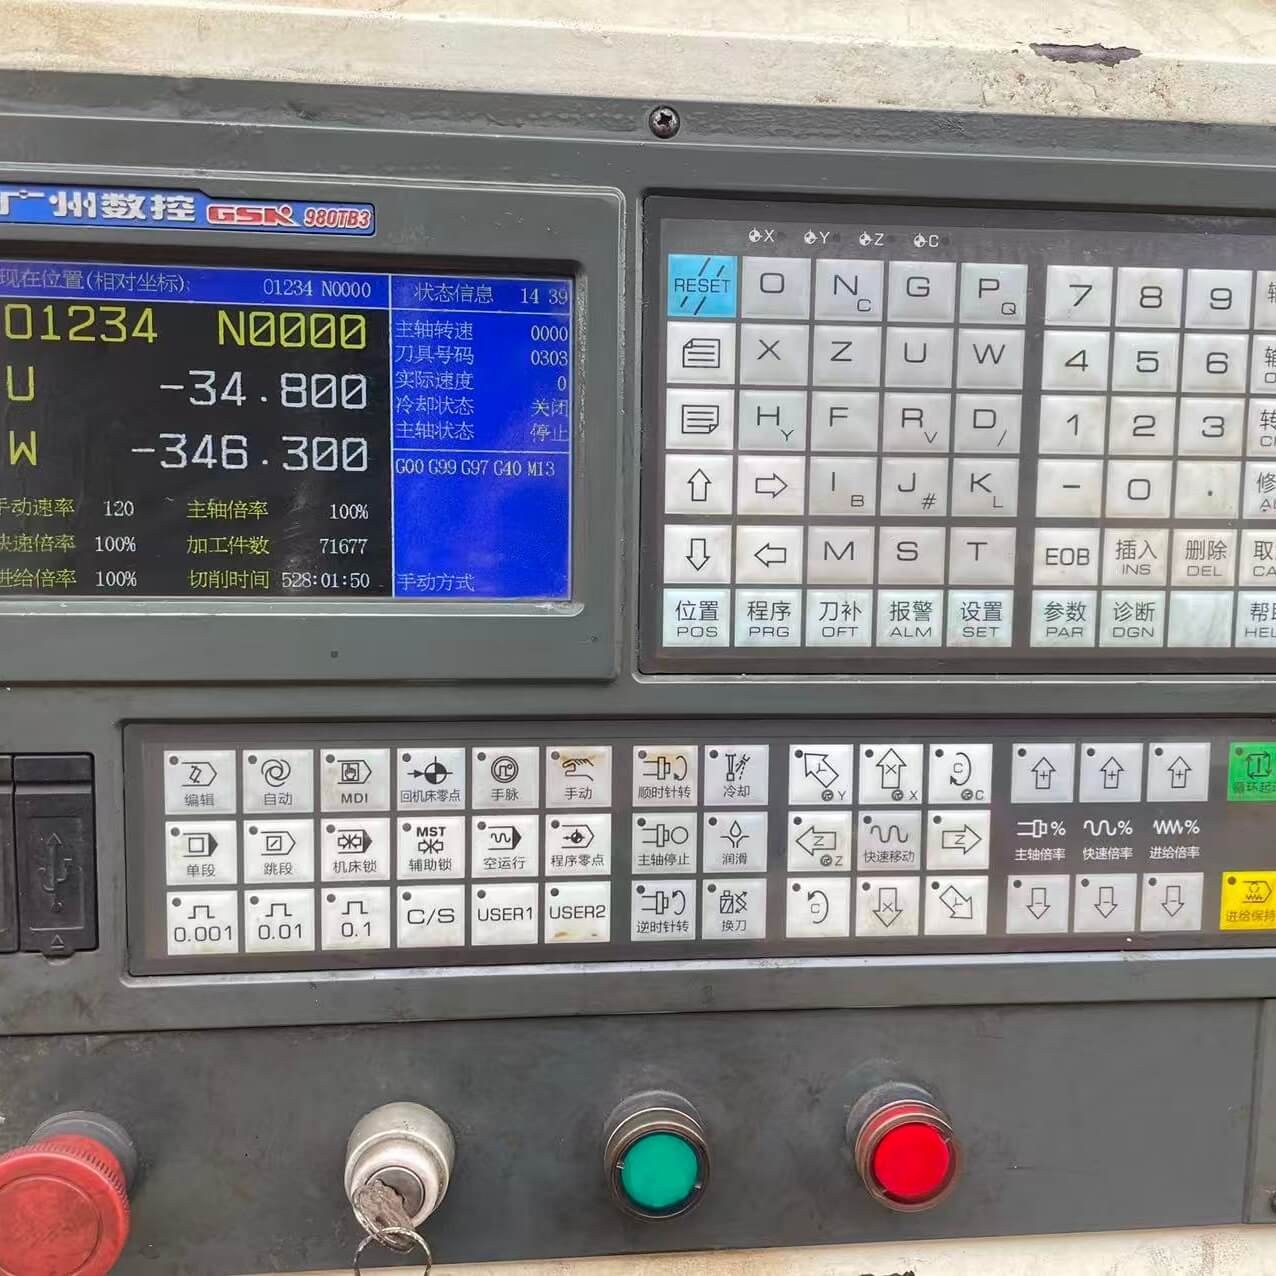 广州数控 GSK 980TB3
现在位置(相对坐标) O1234 N0000
状态信息 14 39
O1234 N0000
U -34.800
W -346.300
手动速率 120 主轴倍率 100%
快速倍率 100% 加工件数 71677
进给倍率 100% 切削时间 528:01:50
主轴转速 0000
刀具号码 0303
实际速度 0
冷却状态 关闭
主轴状态 停止
G00 G99 G97 G40 M13
手动方式
X Y Z C
RESET O N C G P Q 7 8 9
X Z U W 4 5 6
H Y F R V D / 1 2 3
I B J # K L - 0 .
M S T EOB 插入 INS 删除 DEL
位置 POS 程序 PRG 刀补 OFT 报警 ALM 设置 SET 参数 PAR 诊断 DGN
编辑 自动 MDI 回机床零点 手脉 手动 顺时针转 冷却 Y X C
单段 跳段 机床锁 MST 辅助锁 空运行 程序零点 主轴停止 润滑 Z 快速移动 Z % 主轴倍率 % 快速倍率 % 进给倍率
0.001 0.01 0.1 C/S USER1 USER2 逆时针转 换刀 C X
进给保持